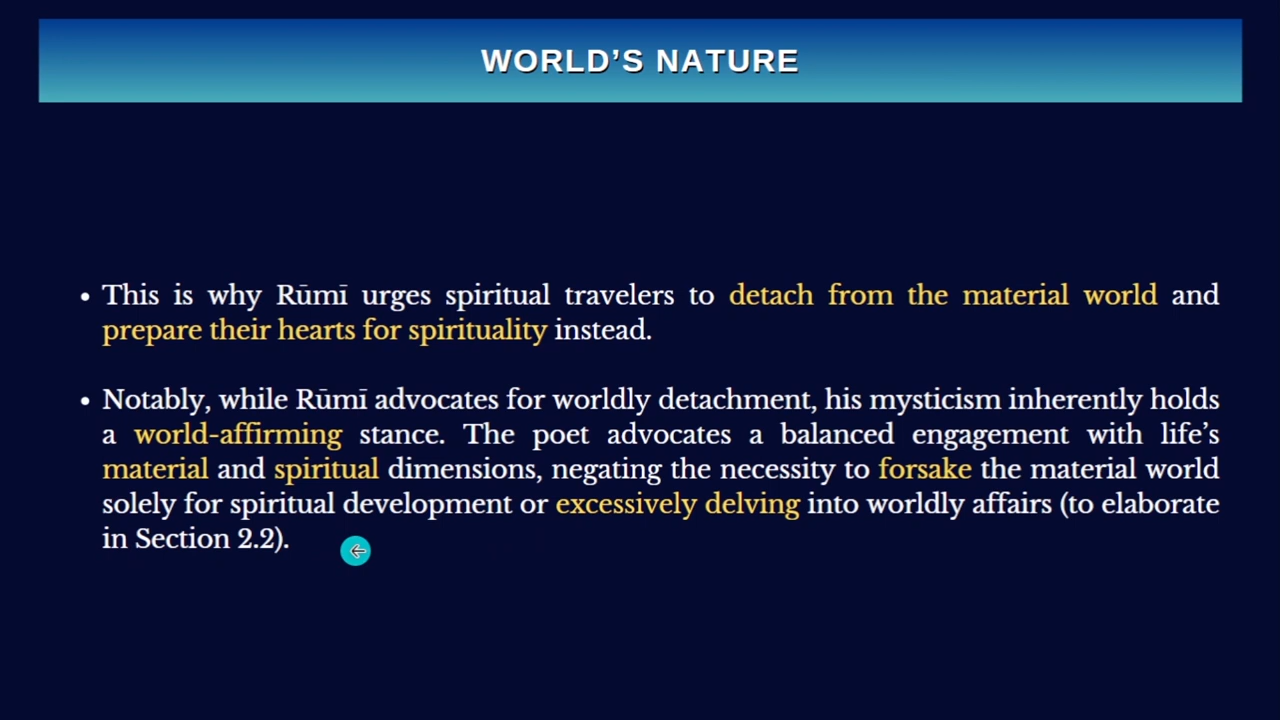 WORLD’S NATURE
• This is why Rūmī urges spiritual travelers to detach from the material world and
prepare their hearts for spirituality instead.
• Notably, while Rūmī advocates for worldly detachment, his mysticism inherently holds
a world-affirming stance. The poet advocates a balanced engagement with life’s
material and spiritual dimensions, negating the necessity to forsake the material world
solely for spiritual development or excessively delving into worldly affairs (to elaborate
in Section 2.2).